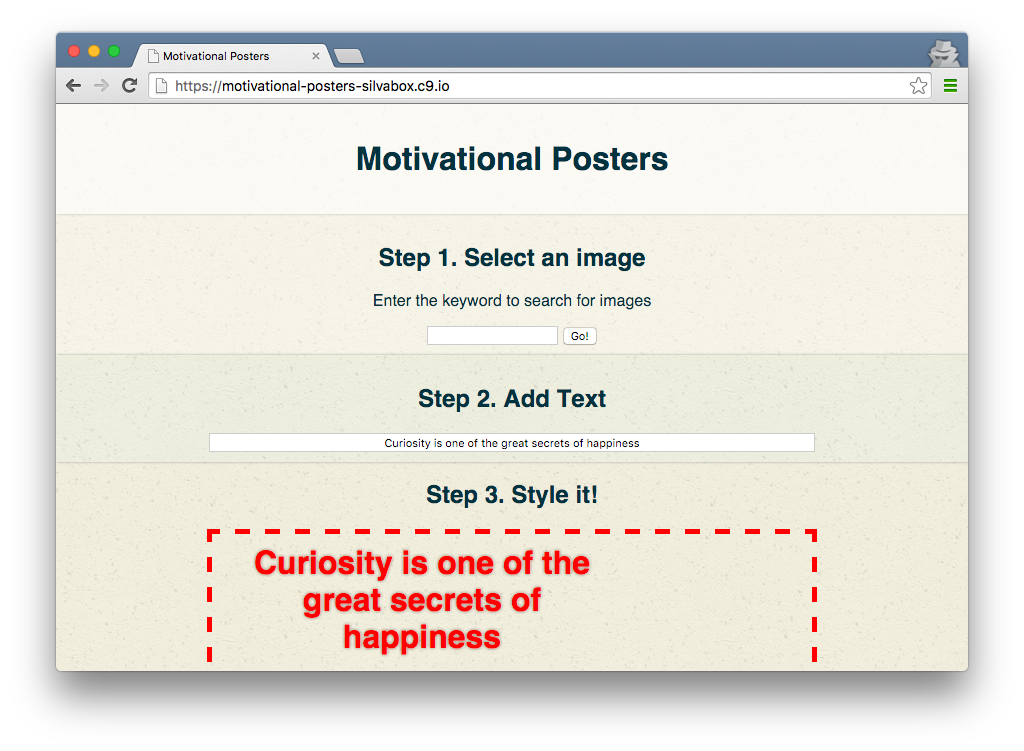 Motivational Posters
https://motivational-posters-silvabox.c9.io
Motivational Posters
Step 1. Select an image
Enter the keyword to search for images
Go!
Step 2. Add Text
Curiosity is one of the great secrets of happiness
Step 3. Style it!
Curiosity is one of the
great secrets of
happiness